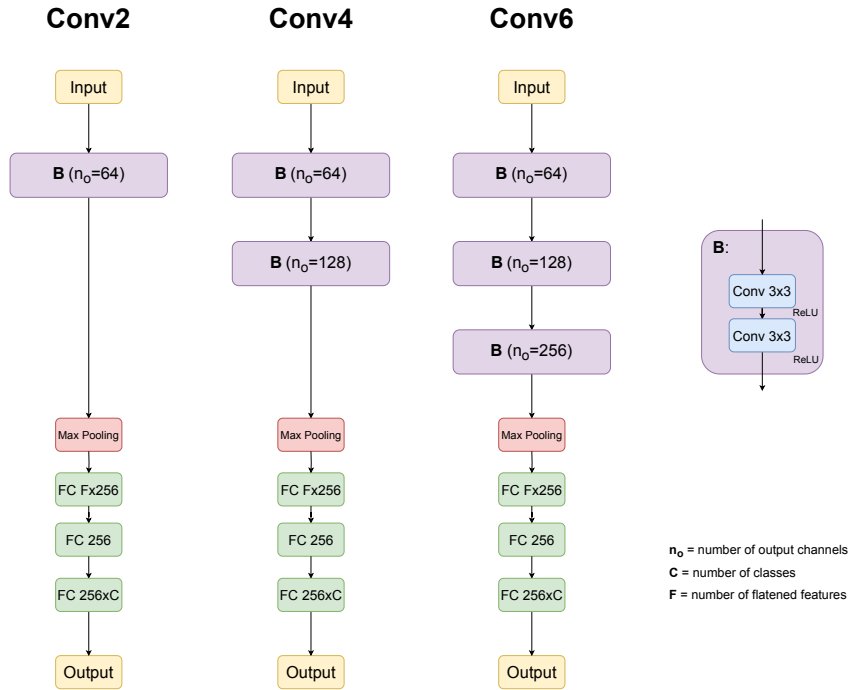 Conv2
Input
B (nₒ=64)
Max Pooling
FC Fx256
FC 256
FC 256xC
Output
Conv4
Input
B (nₒ=64)
B (nₒ=128)
Max Pooling
FC Fx256
FC 256
FC 256xC
Output
Conv6
Input
B (nₒ=64)
B (nₒ=128)
B (nₒ=256)
Max Pooling
FC Fx256
FC 256
FC 256xC
Output
B:
Conv 3x3
ReLU
Conv 3x3
ReLU
nₒ = number of output channels
C = number of classes
F = number of flatened features